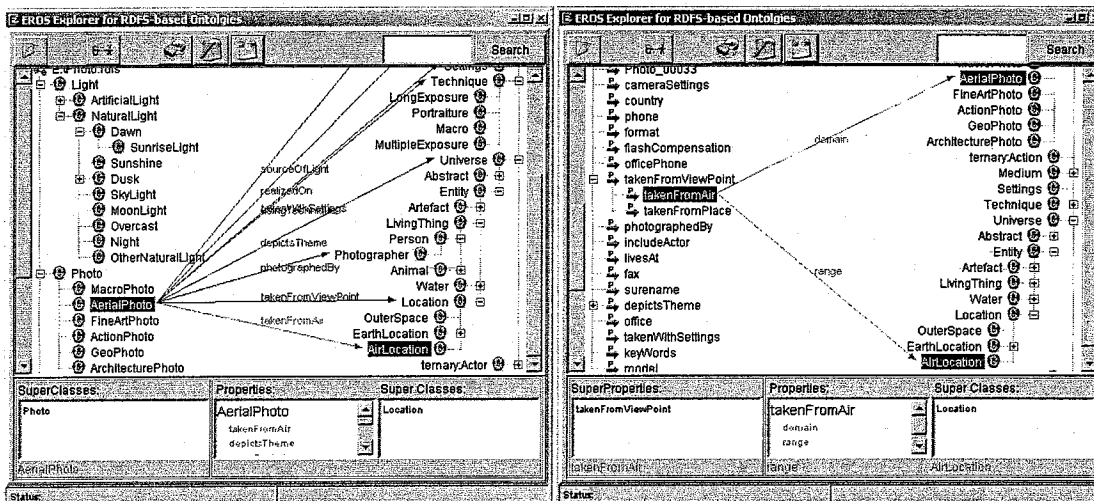 EROS Explorer for RDFS-based Ontolgies
Search
Light
ArtificialLight
NaturalLight
Dawn
SunriseLight
Sunshine
Dusk
SkyLight
MoonLight
Overcast
Night
OtherNaturalLight
Photo
MacroPhoto
AerialPhoto
FineArtPhoto
ActionPhoto
GeoPhoto
ArchitecturePhoto
sourceOfLight
realizedOn
depictsTheme
photographedBy
takenFromViewPoint
takenFromAir
Settings
Technique
LongExposure
Portraiture
Macro
MultipleExposure
Universe
Abstract
Entity
Artefact
LivingThing
Person
Photographer
Animal
Water
Location
OuterSpace
EarthLocation
AirLocation
ternary:Actor
SuperClasses:
Photo
AerialPhoto
Properties:
AerialPhoto
takenFromAir
depictsTheme
Super Classes:
Location
Status:
EROS Explorer for RDFS-based Ontolgies
Search
Photo_00033
cameraSettings
country
phone
format
flashCompensation
officePhone
takenFromViewPoint
takenFromAir
takenFromPlace
photographedBy
includeActor
livesAt
fax
surename
depictsTheme
office
takenWithSettings
keyWords
model
domain
range
AerialPhoto
FineArtPhoto
ActionPhoto
GeoPhoto
ArchitecturePhoto
ternary:Action
Medium
Settings
Technique
Universe
Abstract
Entity
Artefact
LivingThing
Water
Location
OuterSpace
EarthLocation
AirLocation
SuperProperties:
takenFromViewPoint
takenFromAir
Properties:
takenFromAir
domain
range
range
Super Classes:
Location
AirLocation
Status: